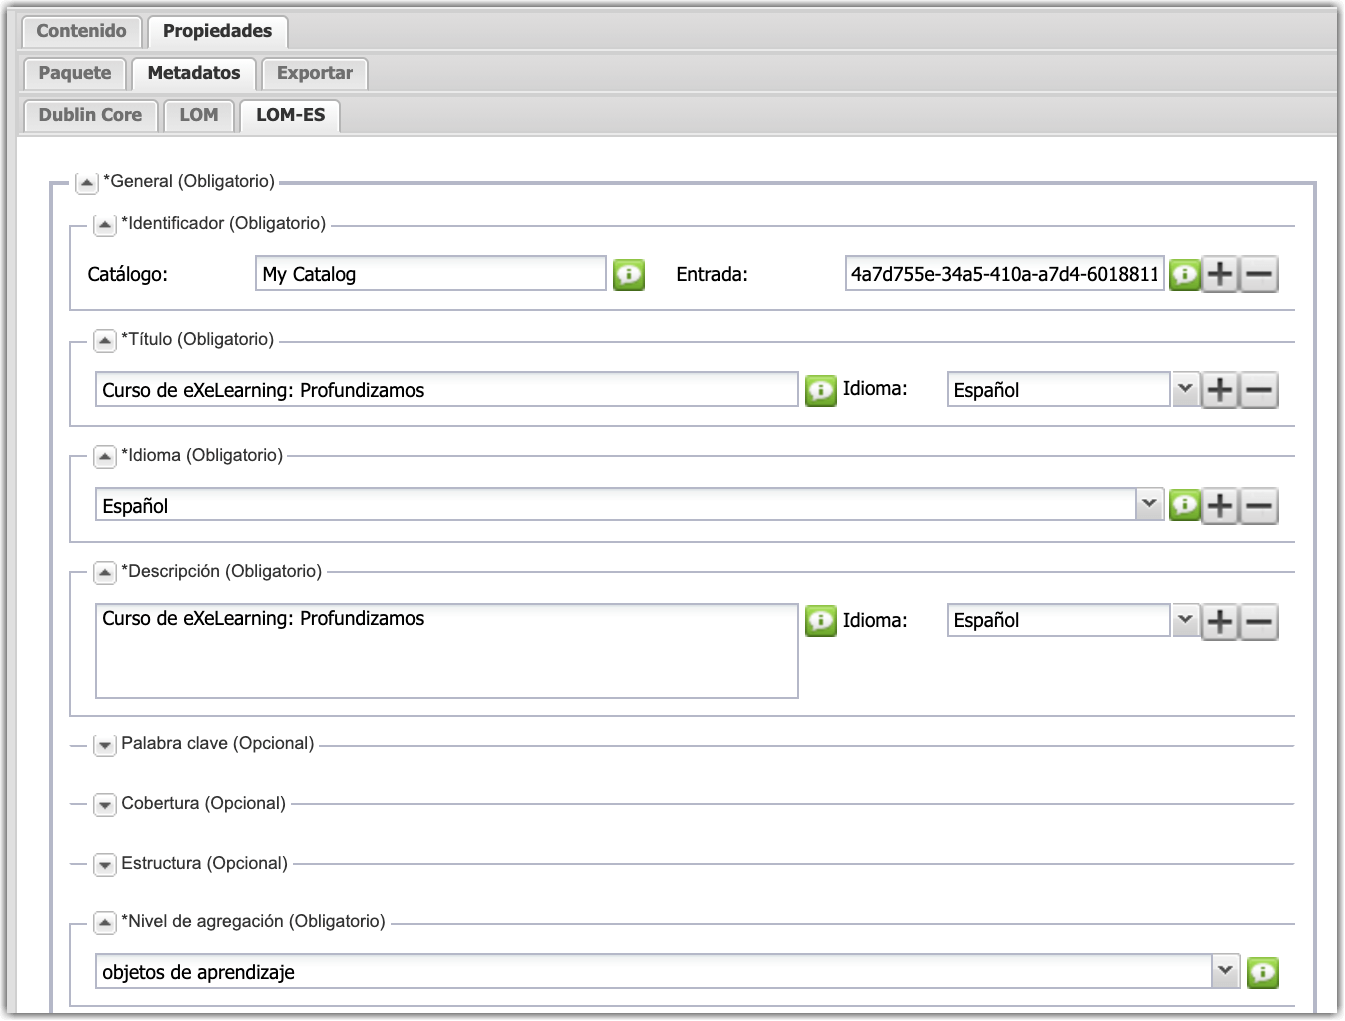 Contenido Propiedades
Paquete Metadatos Exportar
Dublin Core LOM LOM-ES
*General (Obligatorio)
*Identificador (Obligatorio)
Catálogo: My Catalog Entrada: 4a7d755e-34a5-410a-a7d4-6018811
*Título (Obligatorio)
Curso de eXeLearning: Profundizamos Idioma: Español
*Idioma (Obligatorio)
Español
*Descripción (Obligatorio)
Curso de eXeLearning: Profundizamos Idioma: Español
Palabra clave (Opcional)
Cobertura (Opcional)
Estructura (Opcional)
*Nivel de agregación (Obligatorio)
objetos de aprendizaje